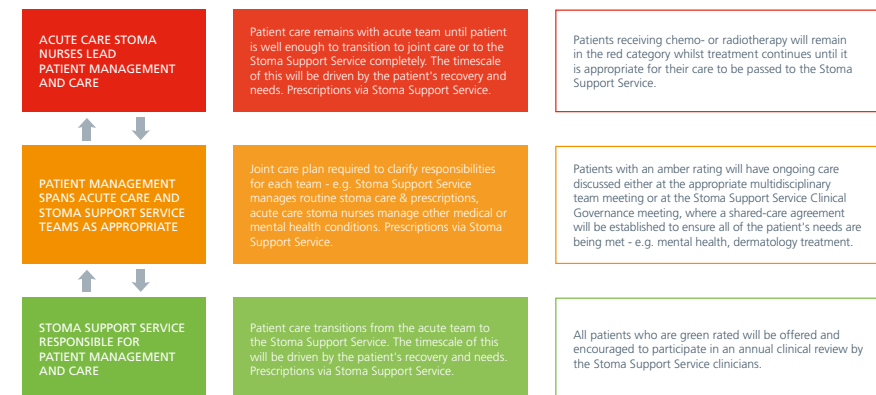 ACUTE CARE STOMA
NURSES LEAD
PATIENT MANAGEMENT
AND CARE
Patient care remains with acute team until patient
is well enough to transition to joint care or to the
Stoma Support Service completely. The timescale
of this will be driven by the patient's recovery and
needs. Prescriptions via Stoma Support Service.
Patients receiving chemo- or radiotherapy will remain
in the red category whilst treatment continues until it
is appropriate for their care to be passed to the Stoma
Support Service.
PATIENT MANAGEMENT
SPANS ACUTE CARE AND
STOMA SUPPORT SERVICE
TEAMS AS APPROPRIATE
Joint care plan required to clarify responsibilities
for each team - e.g. Stoma Support Service
manages routine stoma care & prescriptions,
acute care stoma nurses manage other medical or
mental health conditions. Prescriptions via Stoma
Support Service.
Patients with an amber rating will have ongoing care
discussed either at the appropriate multidisciplinary
team meeting or at the Stoma Support Service Clinical
Governance meeting, where a shared-care agreement
will be established to ensure all of the patient's needs are
being met - e.g. mental health, dermatology treatment.
STOMA SUPPORT SERVICE
RESPONSIBLE FOR
PATIENT MANAGEMENT
AND CARE
Patient care transitions from the acute team to
the Stoma Support Service. The timescale of this
will be driven by the patient's recovery and needs.
Prescriptions via Stoma Support Service.
All patients who are green rated will be offered and
encouraged to participate in an annual clinical review by
the Stoma Support Service clinicians.